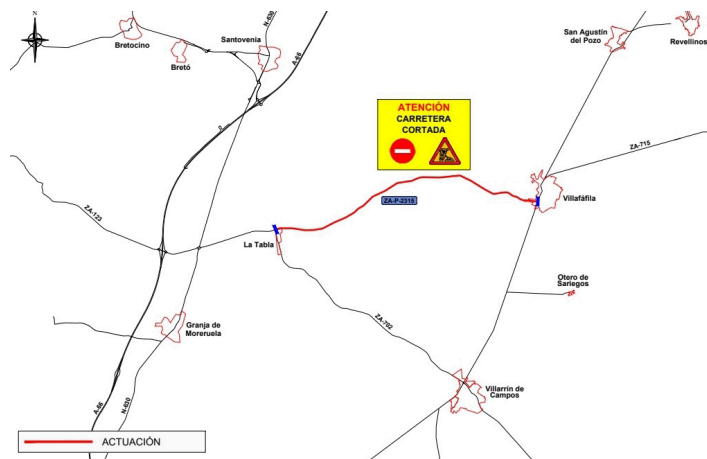 N
Bretocino
Bretó
Santovenia
N-630
A-66
San Agustín
del Pozo
Revellinos
ATENCIÓN
CARRETERA
CORTADA
ZA-715
ZA-P-2315
Villafáfila
ZA-123
La Tabla
Otero de
Sariegos
Granja de
Moreruela
ZA-702
Villarrín de
Campos
A-66
N-630
ACTUACIÓN